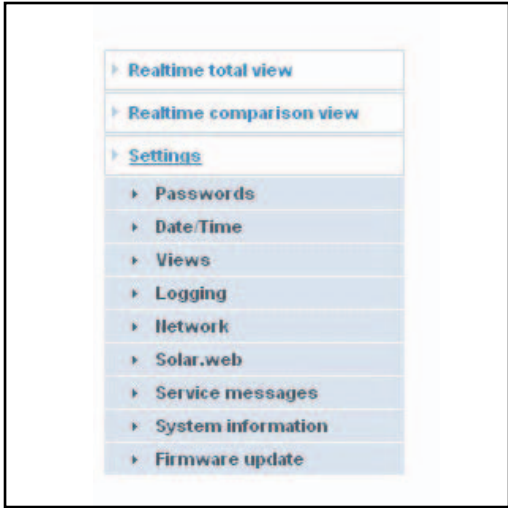 Realtime total view
Realtime comparison view
Settings
Passwords
Date/Time
Views
Logging
Network
Solar.web
Service messages
System information
Firmware update